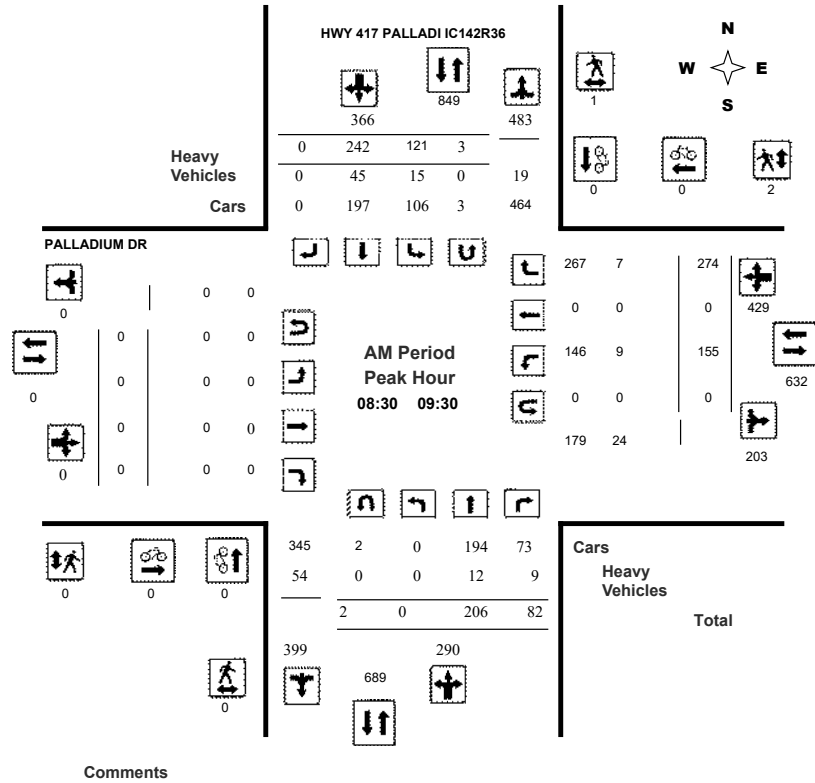 HWY 417 PALLADI IC142R36
N
W E
S
849
1
366 483
0 242 121 3
Heavy
Vehicles
0 45 15 0 19
Cars
0 197 106 3 464
0 0 2
PALLADIUM DR
0
0 0
267 7 274
0 0 0 429
0 0 0
146 9 155
0 0 0
632
0
AM Period
Peak Hour
08:30 09:30
0 0 0
0 0 0
0 0 0
0
179 24
203
345 2 0 194 73 Cars
54 0 0 12 9 Heavy
Vehicles
0 0 0
2 0 206 82 Total
399 290
689
0
Comments